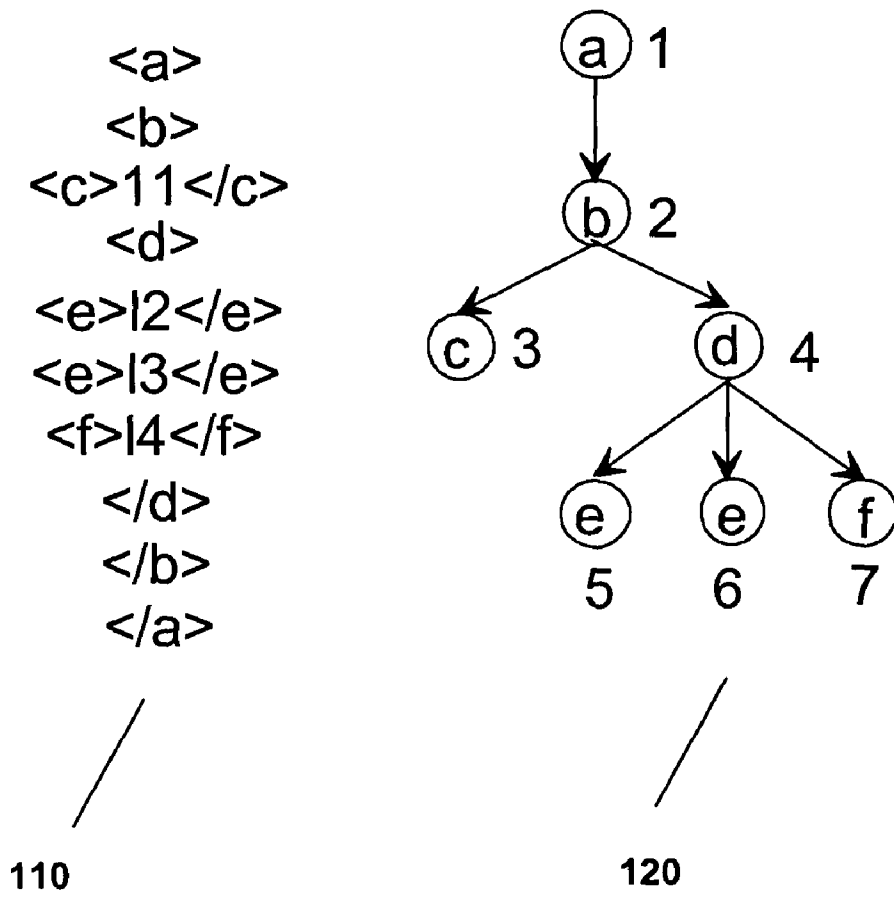 <a>
<b>
<c>11</c>
<d>
<e>l2</e>
<e>l3</e>
<f>l4</f>
</d>
</b>
</a>
110
a 1
b 2
c 3 d 4
e e f
5 6 7
120